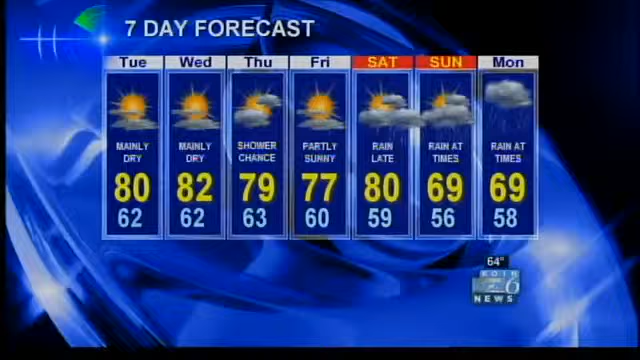 7 DAY FORECAST
Tue Wed Thu Fri SAT SUN Mon
MAINLY DRY MAINLY DRY SHOWER CHANCE PARTLY SUNNY RAIN LATE RAIN AT TIMES RAIN AT TIMES
80 82 79 77 80 69 69
62 62 63 60 59 56 58
64°
KOIN
6
NEWS